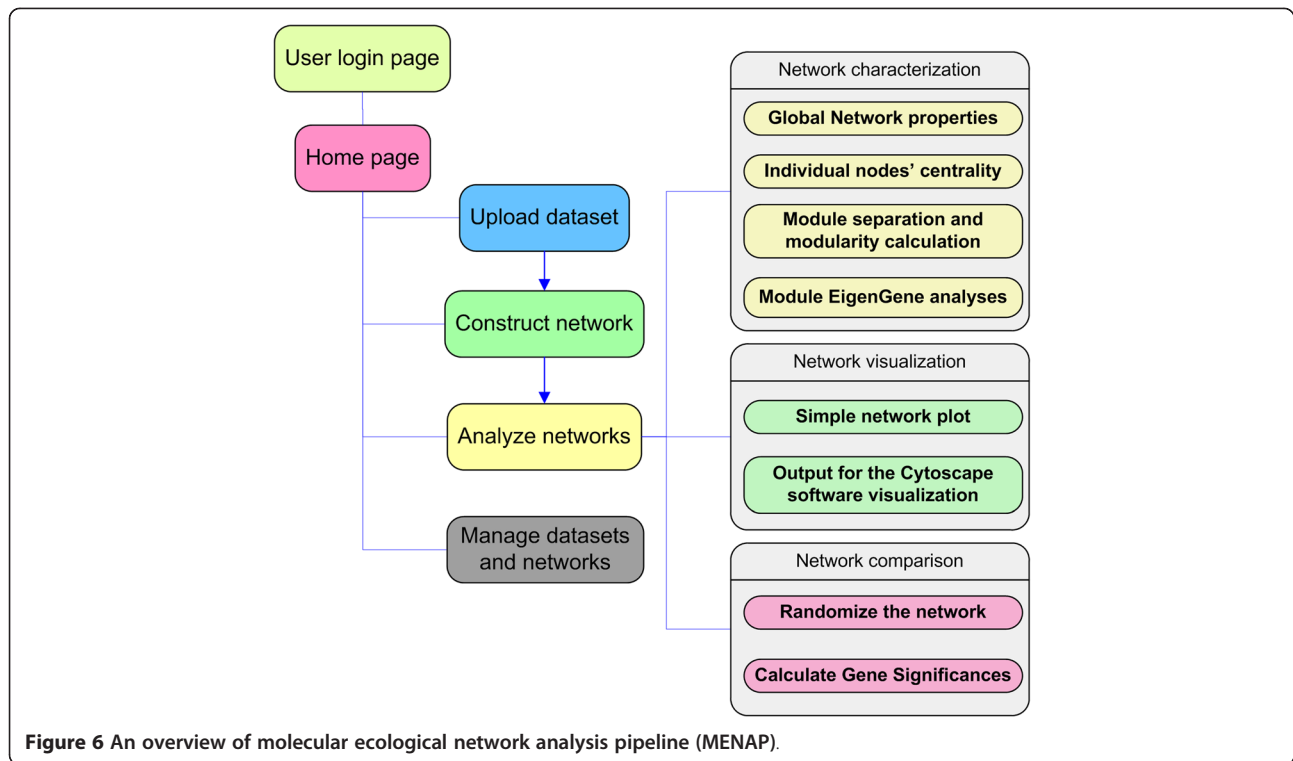 User login page
Home page
Upload dataset
Construct network
Analyze networks
Manage datasets
and networks
Network characterization
Global Network properties
Individual nodes’ centrality
Module separation and
modularity calculation
Module EigenGene analyses
Network visualization
Simple network plot
Output for the Cytoscape
software visualization
Network comparison
Randomize the network
Calculate Gene Significances
Figure 6 An overview of molecular ecological network analysis pipeline (MENAP).